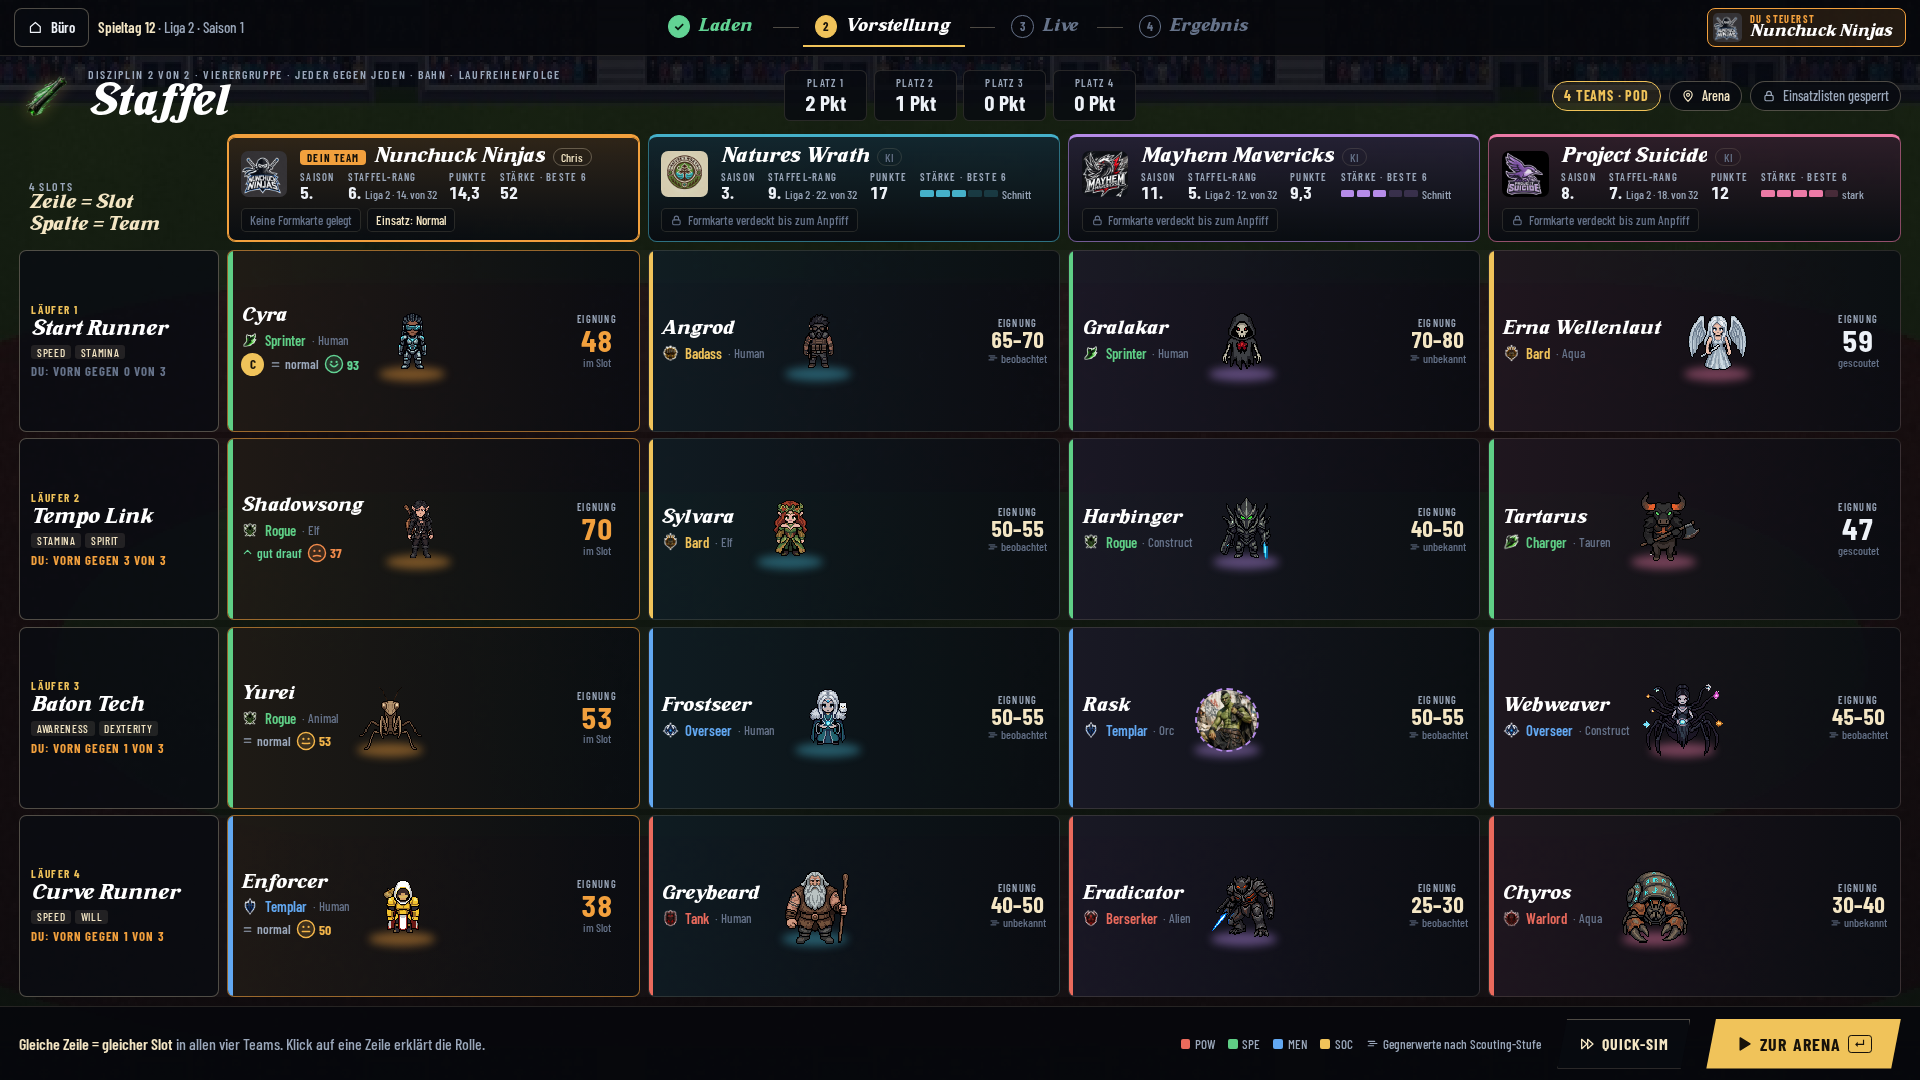 Büro
Spieltag 12 · Liga 2 · Saison 1
Laden
2 Vorstellung
3 Live
4 Ergebnis
DU STEUERST
Nunchuck Ninjas
DISZIPLIN 2 VON 2 · VIERERGRUPPE · JEDER GEGEN JEDEN · BAHN · LAUFREIHENFOLGE
Staffel
PLATZ 1
2 Pkt
PLATZ 2
1 Pkt
PLATZ 3
0 Pkt
PLATZ 4
0 Pkt
4 TEAMS · POD
Arena
Einsatzlisten gesperrt
4 SLOTS
Zeile = Slot
Spalte = Team
DEIN TEAM Nunchuck Ninjas Chris
SAISON STAFFEL-RANG PUNKTE STÄRKE · BESTE 6
5. 6. Liga 2 · 14. von 32 14,3 52
Keine Formkarte gelegt Einsatz: Normal
Natures Wrath KI
SAISON STAFFEL-RANG PUNKTE STÄRKE · BESTE 6
3. 9. Liga 2 · 22. von 32 17 Schnitt
Formkarte verdeckt bis zum Anpfiff
Mayhem Mavericks KI
SAISON STAFFEL-RANG PUNKTE STÄRKE · BESTE 6
11. 5. Liga 2 · 12. von 32 9,3 Schnitt
Formkarte verdeckt bis zum Anpfiff
Project Suicide KI
SAISON STAFFEL-RANG PUNKTE STÄRKE · BESTE 6
8. 7. Liga 2 · 18. von 32 12 stark
Formkarte verdeckt bis zum Anpfiff
LÄUFER 1
Start Runner
SPEED STAMINA
DU: VORN GEGEN 0 VON 3
Cyra
Sprinter · Human
C = normal 93
EIGNUNG
48
im Slot
Angrod
Badass · Human
EIGNUNG
65-70
beobachtet
Gralakar
Sprinter · Human
EIGNUNG
70-80
unbekannt
Erna Wellenlaut
Bard · Aqua
EIGNUNG
59
gescoutet
LÄUFER 2
Tempo Link
STAMINA SPIRIT
DU: VORN GEGEN 3 VON 3
Shadowsong
Rogue · Elf
gut drauf 37
EIGNUNG
70
im Slot
Sylvara
Bard · Elf
EIGNUNG
50-55
beobachtet
Harbinger
Rogue · Construct
EIGNUNG
40-50
unbekannt
Tartarus
Charger · Tauren
EIGNUNG
47
gescoutet
LÄUFER 3
Baton Tech
AWARENESS DEXTERITY
DU: VORN GEGEN 1 VON 3
Yurei
Rogue · Animal
= normal 53
EIGNUNG
53
im Slot
Frostseer
Overseer · Human
EIGNUNG
50-55
beobachtet
Rask
Templar · Orc
EIGNUNG
50-55
beobachtet
Webweaver
Overseer · Construct
EIGNUNG
45-50
beobachtet
LÄUFER 4
Curve Runner
SPEED WILL
DU: VORN GEGEN 1 VON 3
Enforcer
Templar · Human
= normal 50
EIGNUNG
38
im Slot
Greybeard
Tank · Human
EIGNUNG
40-50
unbekannt
Eradicator
Berserker · Alien
EIGNUNG
25-30
beobachtet
Chyros
Warlord · Aqua
EIGNUNG
30-40
unbekannt
Gleiche Zeile = gleicher Slot in allen vier Teams. Klick auf eine Zeile erklärt die Rolle.
POW SPE MEN SOC Gegnerwerte nach Scouting-Stufe
QUICK-SIM
ZUR ARENA